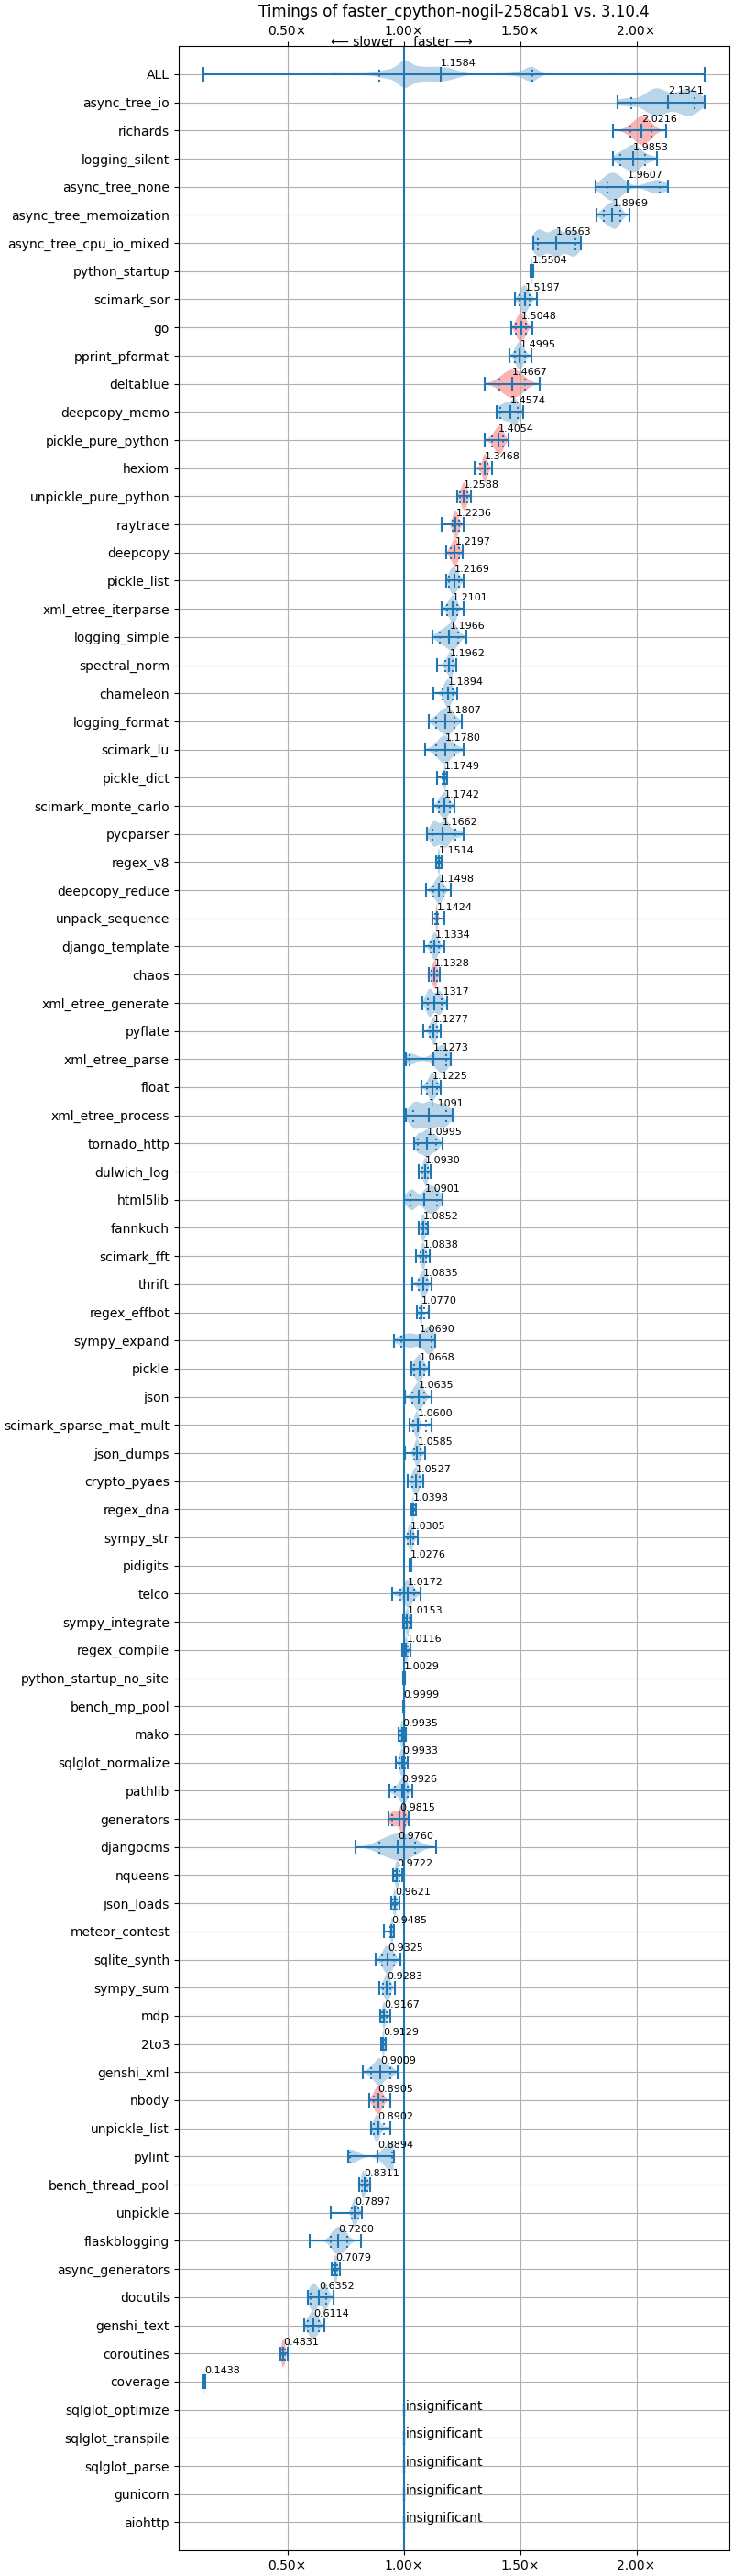 Timings of faster_cpython-nogil-258cab1 vs. 3.10.4
0.50× 1.00× 1.50× 2.00×
⟵ slower faster ⟶
ALL 1.1584
async_tree_io 2.1341
richards 2.0216
logging_silent 1.9853
async_tree_none 1.9607
async_tree_memoization 1.8969
async_tree_cpu_io_mixed 1.6563
python_startup 1.5504
scimark_sor 1.5197
go 1.5048
pprint_pformat 1.4995
deltablue 1.4667
deepcopy_memo 1.4574
pickle_pure_python 1.4054
hexiom 1.3468
unpickle_pure_python 1.2588
raytrace 1.2236
deepcopy 1.2197
pickle_list 1.2169
xml_etree_iterparse 1.2101
logging_simple 1.1966
spectral_norm 1.1962
chameleon 1.1894
logging_format 1.1807
scimark_lu 1.1780
pickle_dict 1.1749
scimark_monte_carlo 1.1742
pycparser 1.1662
regex_v8 1.1514
deepcopy_reduce 1.1498
unpack_sequence 1.1424
django_template 1.1334
chaos 1.1328
xml_etree_generate 1.1317
pyflate 1.1277
xml_etree_parse 1.1273
float 1.1225
xml_etree_process 1.1091
tornado_http 1.0995
dulwich_log 1.0930
html5lib 1.0901
fannkuch 1.0852
scimark_fft 1.0838
thrift 1.0835
regex_effbot 1.0770
sympy_expand 1.0690
pickle 1.0668
json 1.0635
scimark_sparse_mat_mult 1.0600
json_dumps 1.0585
crypto_pyaes 1.0527
regex_dna 1.0398
sympy_str 1.0305
pidigits 1.0276
telco 1.0172
sympy_integrate 1.0153
regex_compile 1.0116
python_startup_no_site 1.0029
bench_mp_pool 0.9999
mako 0.9935
sqlglot_normalize 0.9933
pathlib 0.9926
generators 0.9815
djangocms 0.9760
nqueens 0.9722
json_loads 0.9621
meteor_contest 0.9485
sqlite_synth 0.9325
sympy_sum 0.9283
mdp 0.9167
2to3 0.9129
genshi_xml 0.9009
nbody 0.8905
unpickle_list 0.8902
pylint 0.8894
bench_thread_pool 0.8311
unpickle 0.7897
flaskblogging 0.7200
async_generators 0.7079
docutils 0.6352
genshi_text 0.6114
coroutines 0.4831
coverage 0.1438
sqlglot_optimize insignificant
sqlglot_transpile insignificant
sqlglot_parse insignificant
gunicorn insignificant
aiohttp insignificant
0.50× 1.00× 1.50× 2.00×